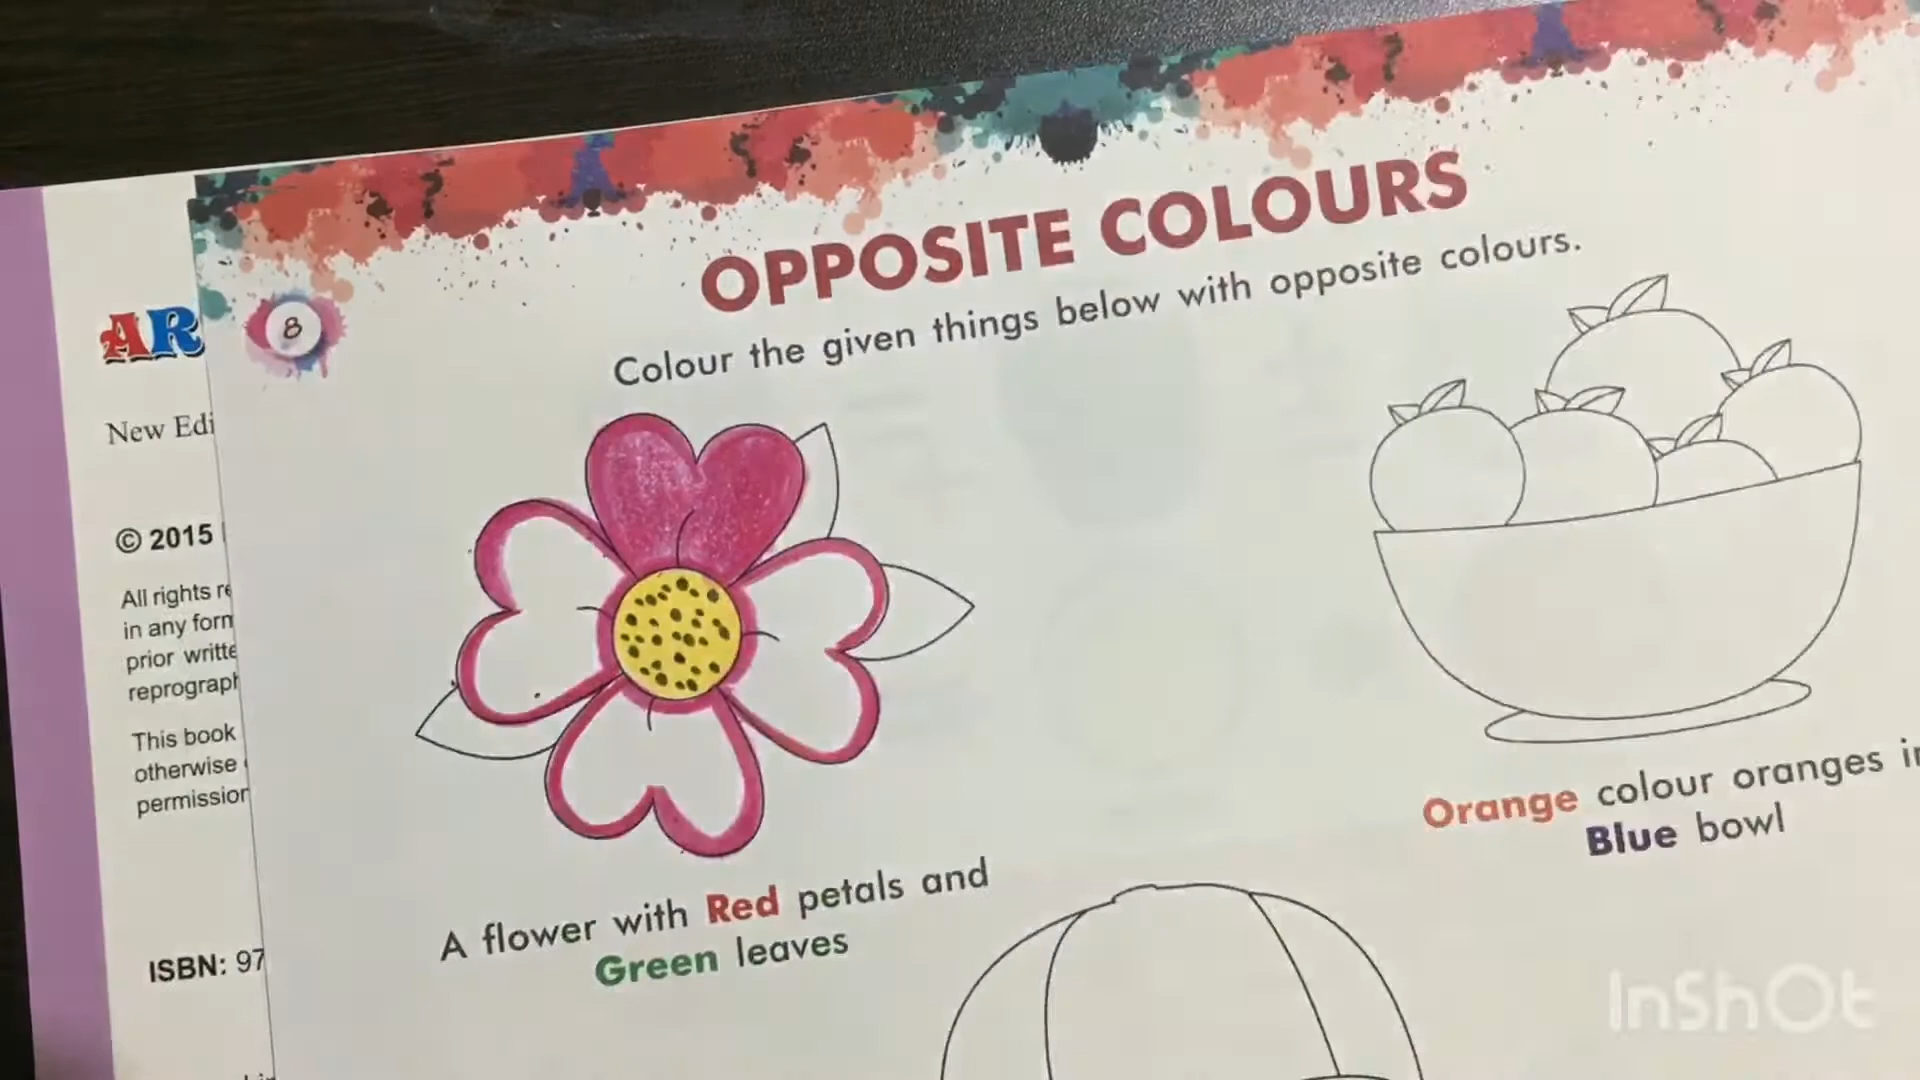 OPPOSITE COLOURS
Colour the given things below with opposite colours.
8
AR
New Edi
© 2015
All rights re
in any form
prior writte
reprograph
This book
otherwise
permission
ISBN: 97
A flower with Red petals and
Green leaves
Orange colour oranges in
Blue bowl
InShOt